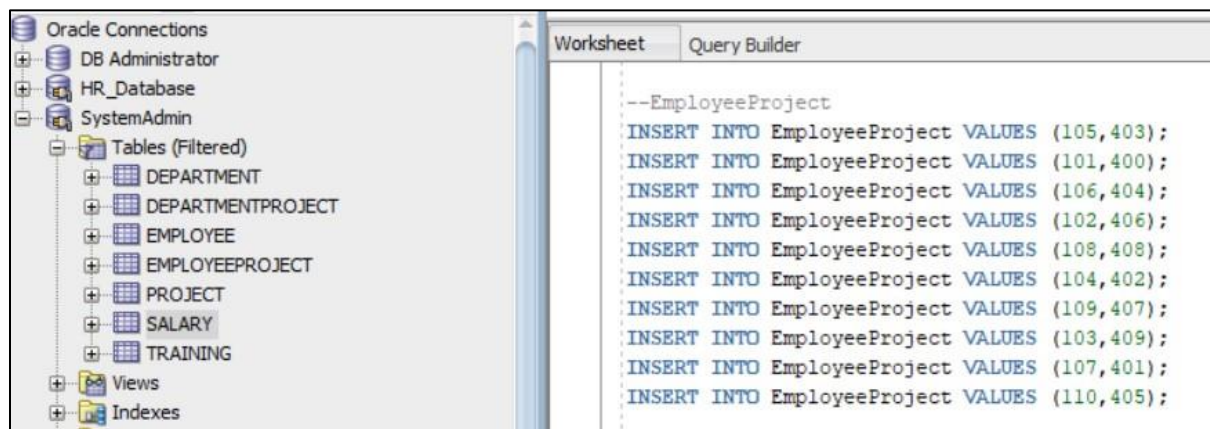 Oracle Connections
DB Administrator
HR_Database
SystemAdmin
Tables (Filtered)
DEPARTMENT
DEPARTMENTPROJECT
EMPLOYEE
EMPLOYEEPROJECT
PROJECT
SALARY
TRAINING
Views
Indexes
Worksheet Query Builder
--EmployeeProject
INSERT INTO EmployeeProject VALUES (105,403);
INSERT INTO EmployeeProject VALUES (101,400);
INSERT INTO EmployeeProject VALUES (106,404);
INSERT INTO EmployeeProject VALUES (102,406);
INSERT INTO EmployeeProject VALUES (108,408);
INSERT INTO EmployeeProject VALUES (104,402);
INSERT INTO EmployeeProject VALUES (109,407);
INSERT INTO EmployeeProject VALUES (103,409);
INSERT INTO EmployeeProject VALUES (107,401);
INSERT INTO EmployeeProject VALUES (110,405);